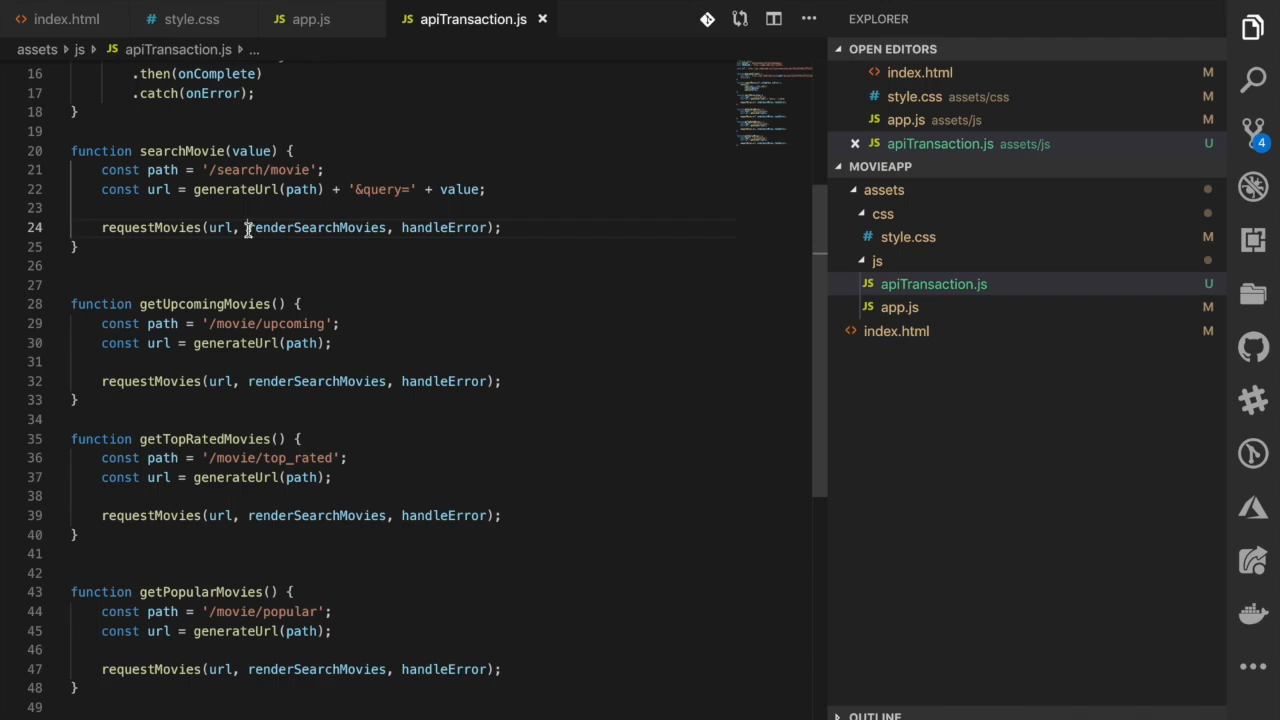 index.html
style.css
app.js
apiTransaction.js
assets js apiTransaction.js ...
16 .then(onComplete)
17 .catch(onError);
18 }
19
20 function searchMovie(value) {
21 const path = '/search/movie';
22 const url = generateUrl(path) + '&query=' + value;
23
24 requestMovies(url, renderSearchMovies, handleError);
25 }
26
27
28 function getUpcomingMovies() {
29 const path = '/movie/upcoming';
30 const url = generateUrl(path);
31
32 requestMovies(url, renderSearchMovies, handleError);
33 }
34
35 function getTopRatedMovies() {
36 const path = '/movie/top_rated';
37 const url = generateUrl(path);
38
39 requestMovies(url, renderSearchMovies, handleError);
40 }
41
42
43 function getPopularMovies() {
44 const path = '/movie/popular';
45 const url = generateUrl(path);
46
47 requestMovies(url, renderSearchMovies, handleError);
48 }
49
EXPLORER
OPEN EDITORS
index.html M
style.css assets/css M
app.js assets/js M
apiTransaction.js assets/js U
MOVIEAPP
assets
css
style.css M
js
apiTransaction.js U
app.js M
index.html M
OUTLINE
4